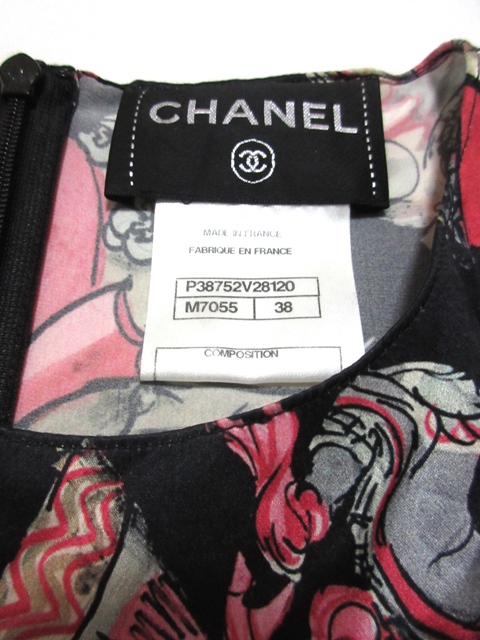 CHANEL
MADE IN FRANCE
FABRIQUE EN FRANCE
P38752V28120
M7055 38
COMPOSITION